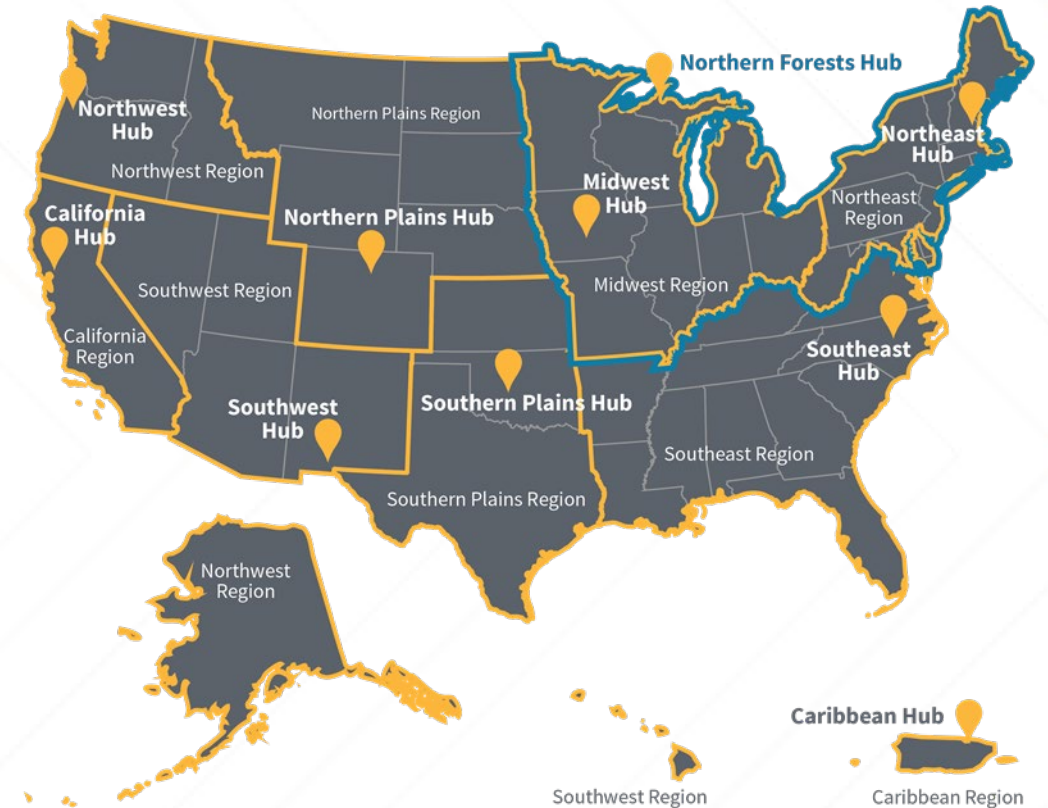 Northern Forests Hub
Northwest
Hub
Northern Plains Region
Northeast
Hub
Northwest Region
Midwest
Hub
Northeast
Region
California
Hub
Northern Plains Hub
Southwest Region
Midwest Region
California
Region
Southeast
Hub
Southwest
Hub
Southern Plains Hub
Southeast Region
Southern Plains Region
Northwest
Region
Caribbean Hub
Southwest Region
Caribbean Region